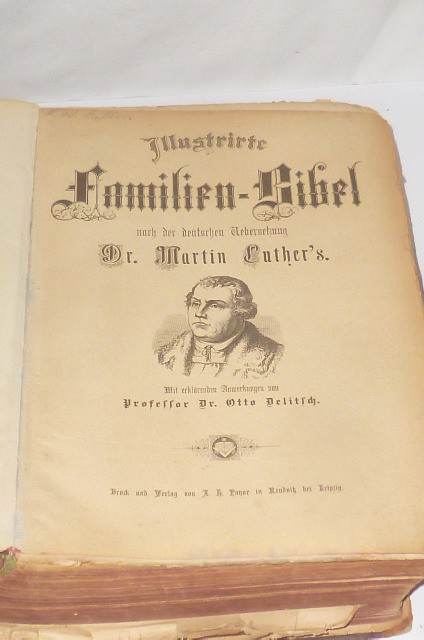 Illustrirte
Familien-Bibel
nach der deutschen Uebersetzung
Dr. Martin Luther's.
Mit erklärenden Anmerkungen von
Professor Dr. Otto Delitsch.
Druck und Verlag von A. H. Payne in Reudnitz bei Leipzig.